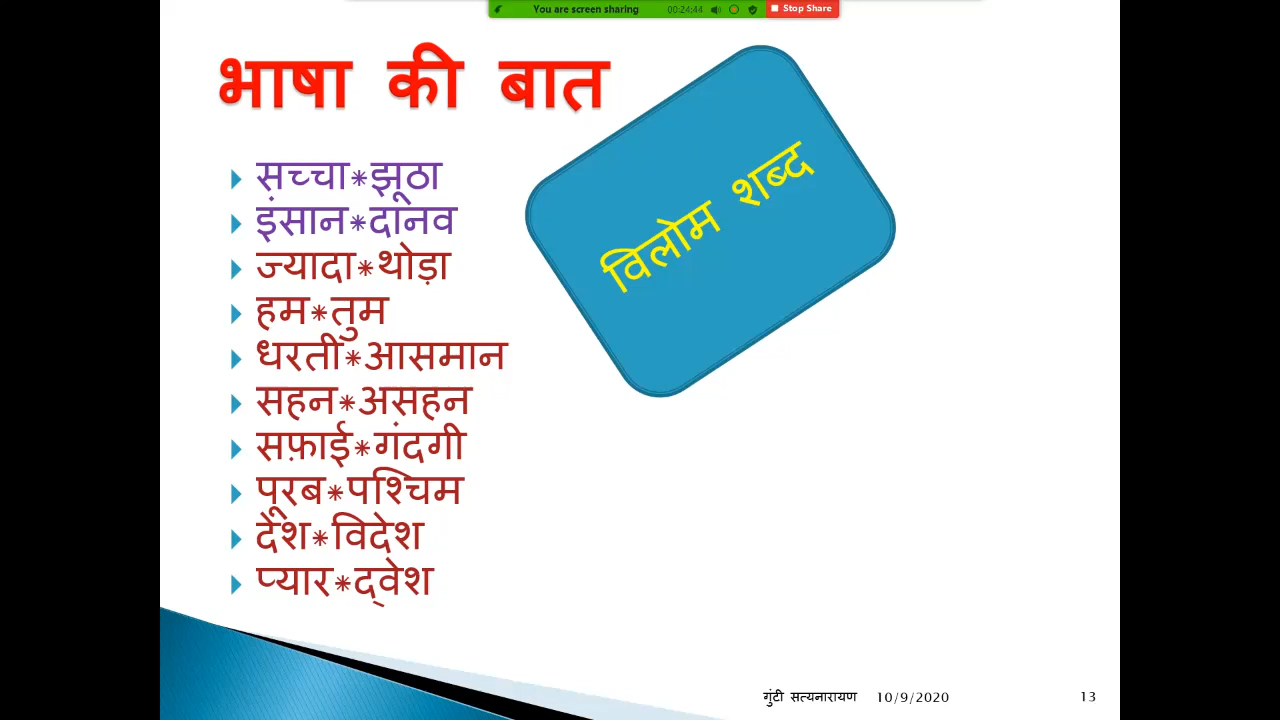 You are screen sharing 00:24:44 Stop Share
भाषा की बात
विलोम शब्द
सच्चा*झूठा
इंसान*दानव
ज्यादा*थोड़ा
हम*तुम
धरती*आसमान
सहन*असहन
सफ़ाई*गंदगी
पूरब*पश्चिम
देश*विदेश
प्यार*द्वेश
गुंटी सत्यनारायण 10/9/2020 13